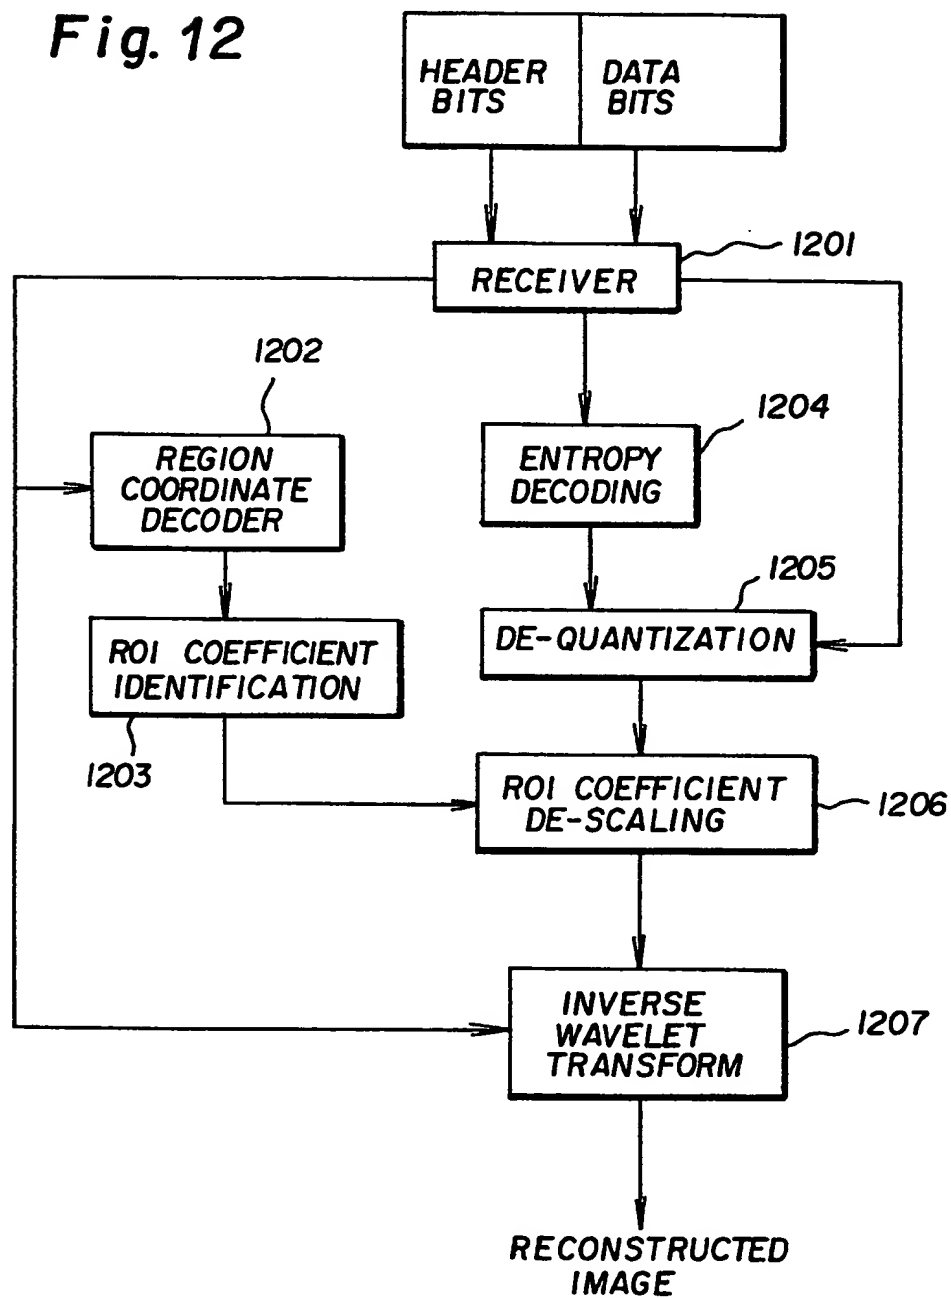 Fig. 12
HEADER
BITS
DATA
BITS
1201
RECEIVER
1202
1204
REGION
COORDINATE
DECODER
ENTROPY
DECODING
1205
DE-QUANTIZATION
ROI COEFFICIENT
IDENTIFICATION
1203
ROI COEFFICIENT
DE-SCALING
1206
INVERSE
WAVELET
TRANSFORM
1207
RECONSTRUCTED
IMAGE